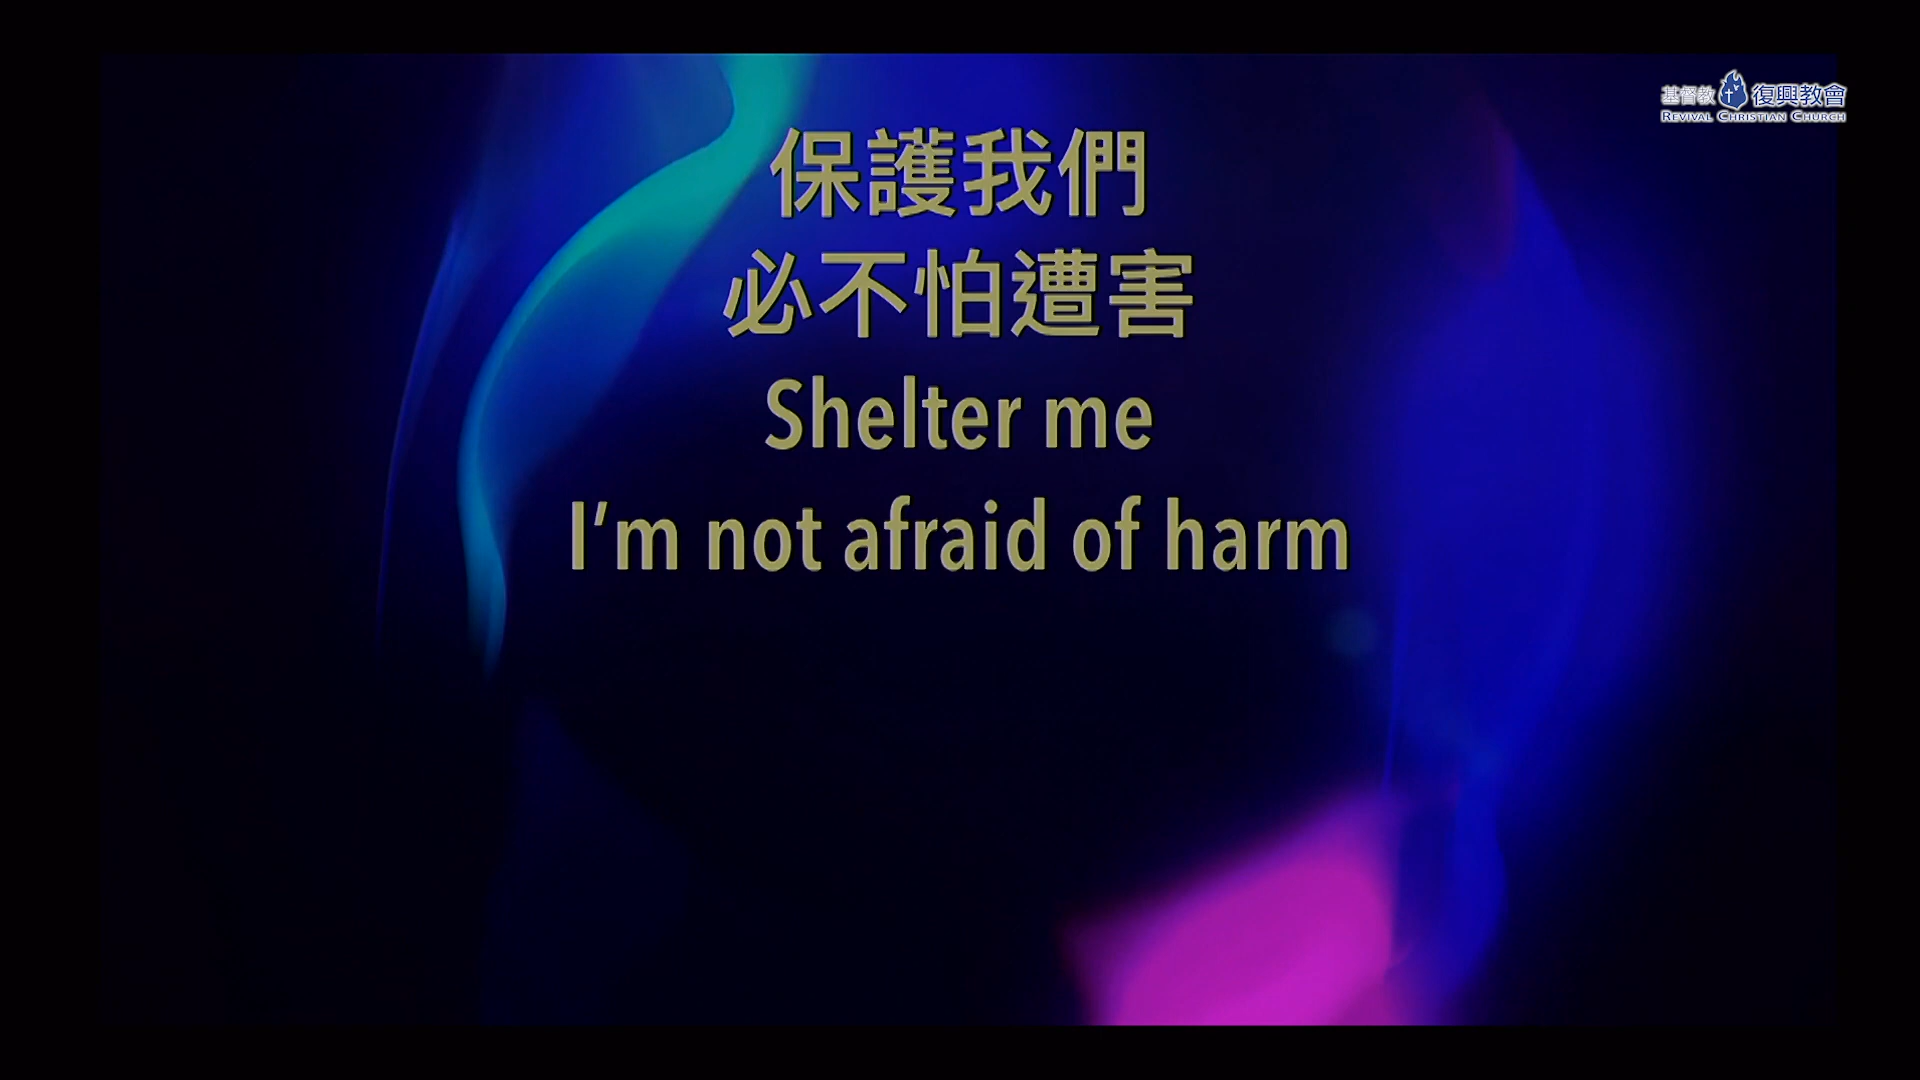 基督教 復興教會
REVIVAL CHRISTIAN CHURCH
保護我們
必不怕遭害
Shelter me
I’m not afraid of harm